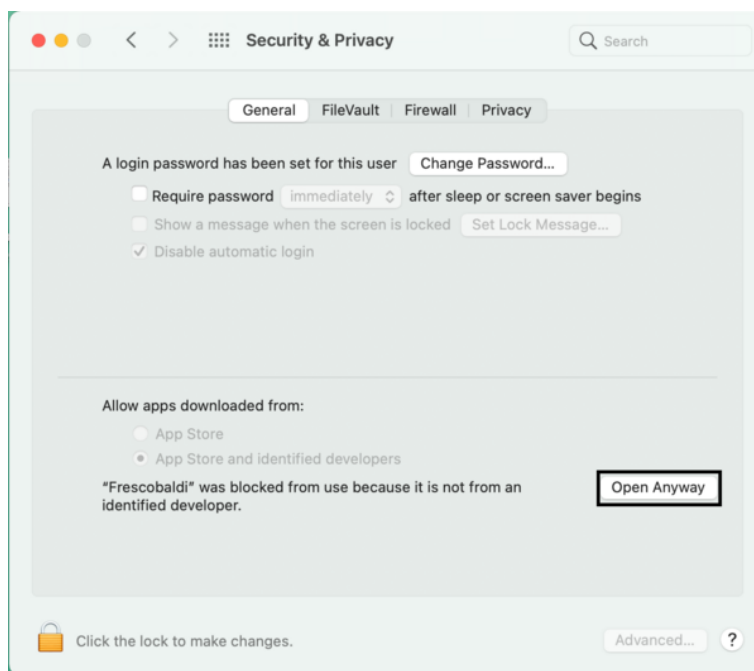 Security & Privacy
Search
General FileVault Firewall Privacy
A login password has been set for this user Change Password...
Require password immediately after sleep or screen saver begins
Show a message when the screen is locked Set Lock Message...
Disable automatic login
Allow apps downloaded from:
App Store
App Store and identified developers
“Frescobaldi” was blocked from use because it is not from an Open Anyway
identified developer.
Click the lock to make changes.
Advanced... ?